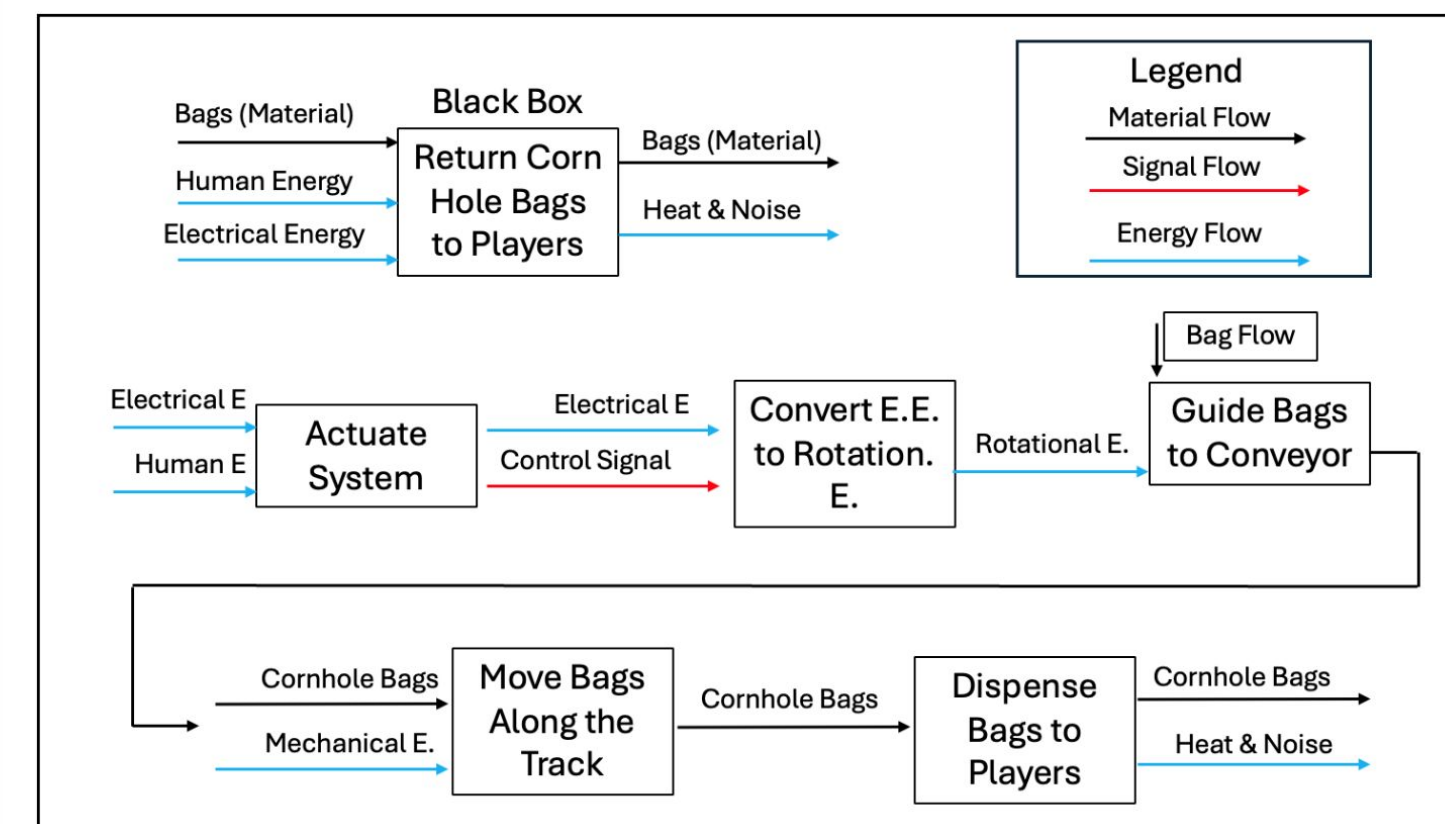 Black Box
Bags (Material)
Human Energy
Electrical Energy
Return Corn
Hole Bags
to Players
Bags (Material)
Heat & Noise
Legend
Material Flow
Signal Flow
Energy Flow
Bag Flow
Electrical E
Human E
Actuate
System
Electrical E
Control Signal
Convert E.E.
to Rotation.
E.
Rotational E.
Guide Bags
to Conveyor
Cornhole Bags
Mechanical E.
Move Bags
Along the
Track
Cornhole Bags
Dispense
Bags to
Players
Cornhole Bags
Heat & Noise